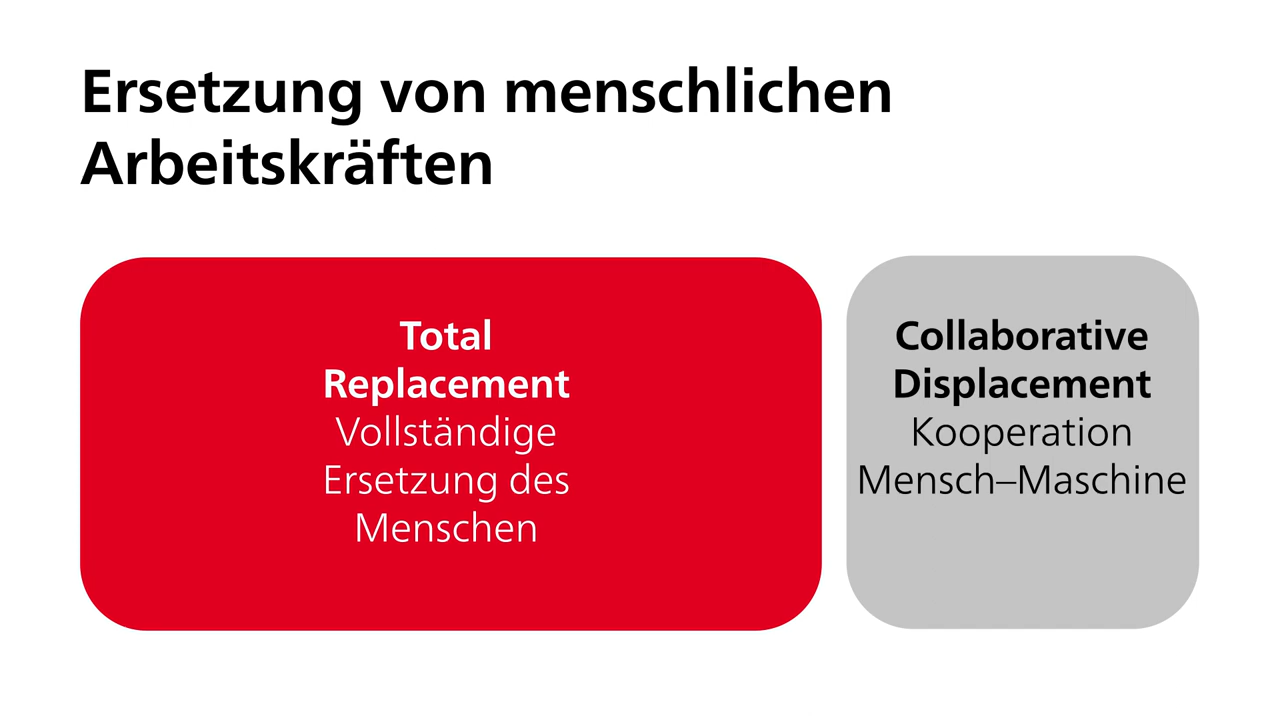 Ersetzung von menschlichen
Arbeitskräften
Total
Replacement
Vollständige
Ersetzung des
Menschen
Collaborative
Displacement
Kooperation
Mensch–Maschine